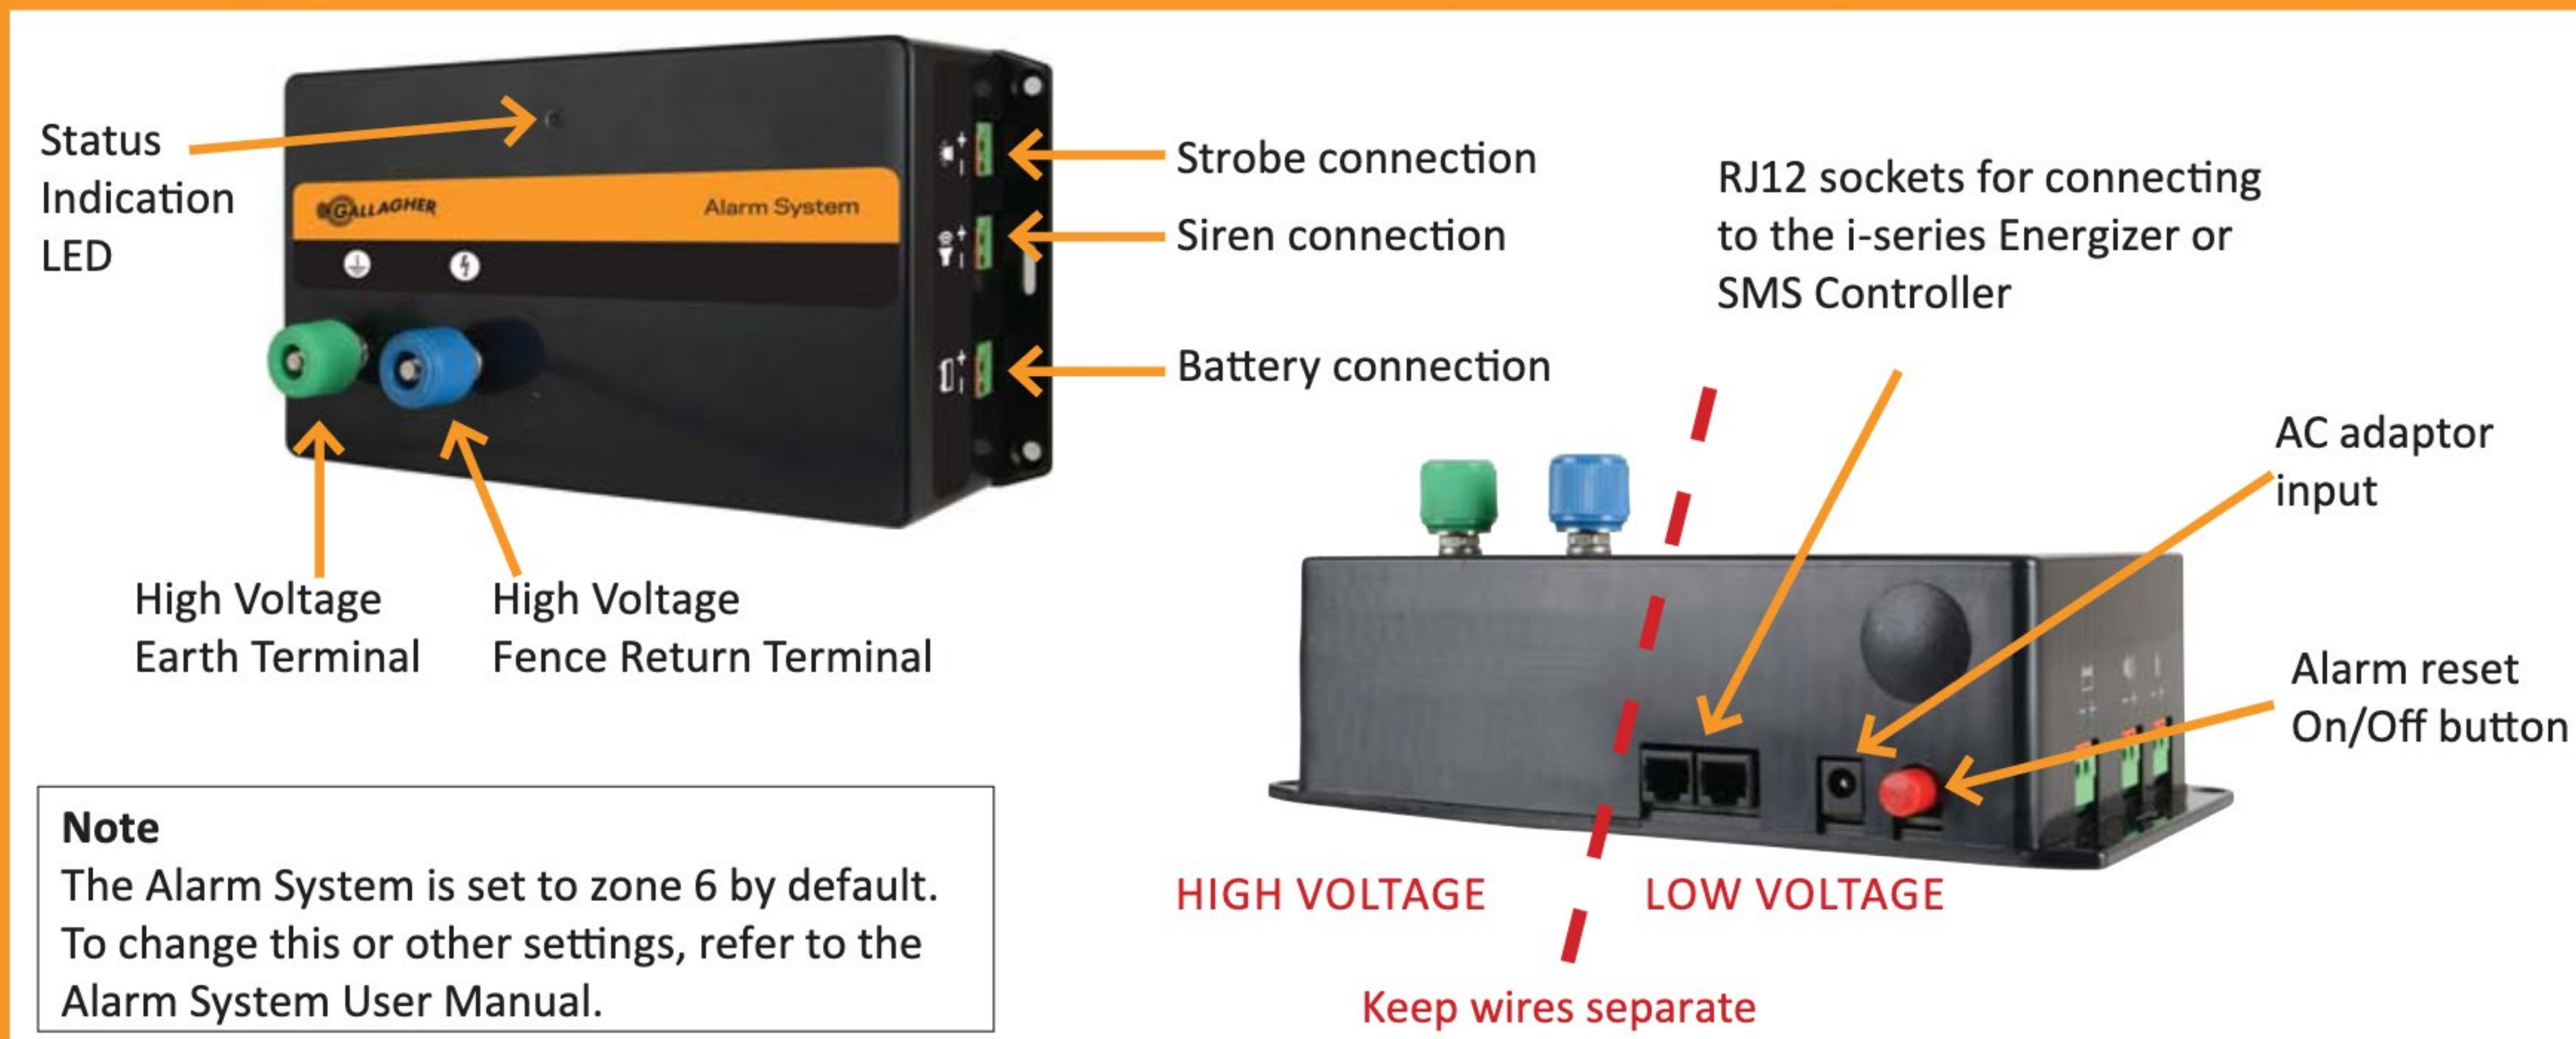 Status
Indication
LED
GALLAGHER
Alarm System
Strobe connection
Siren connection
Battery connection
High Voltage
Earth Terminal
High Voltage
Fence Return Terminal
RJ12 sockets for connecting
to the i-series Energizer or
SMS Controller
AC adaptor
input
Alarm reset
On/Off button
HIGH VOLTAGE
LOW VOLTAGE
Keep wires separate
Note
The Alarm System is set to zone 6 by default.
To change this or other settings, refer to the
Alarm System User Manual.